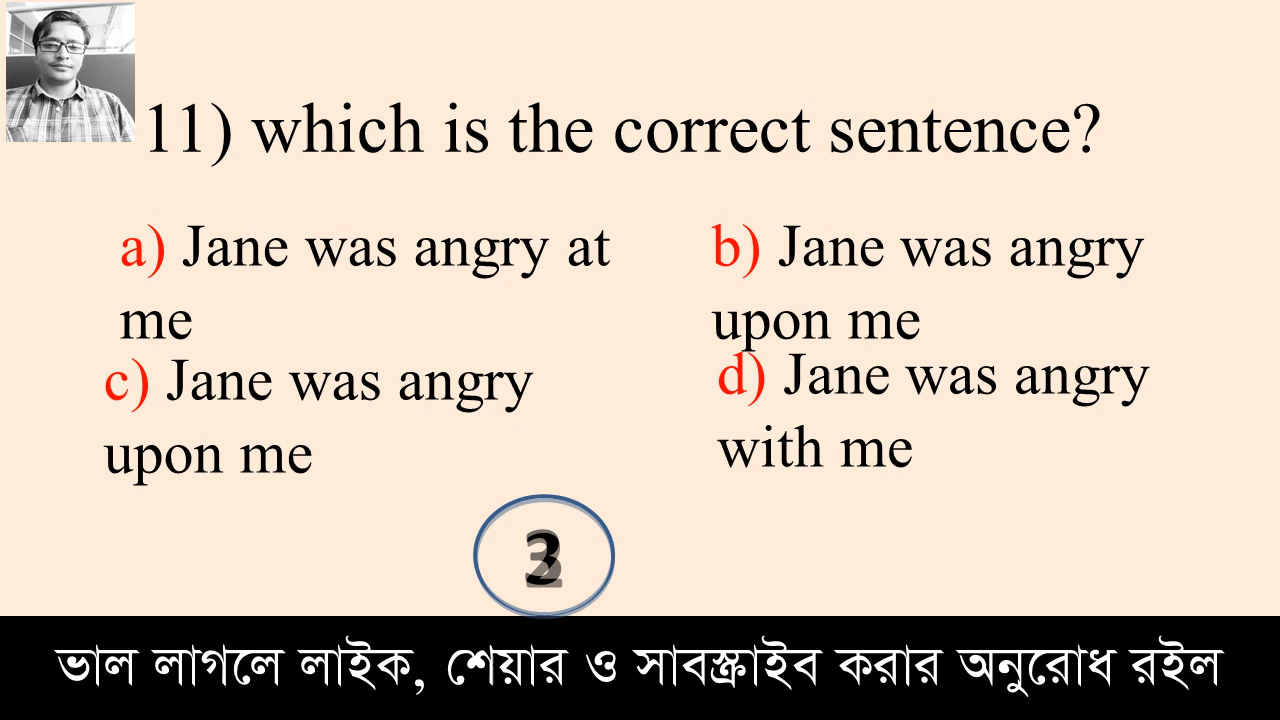 11) which is the correct sentence?
a) Jane was angry at
me
b) Jane was angry
upon me
c) Jane was angry
upon me
d) Jane was angry
with me
ভাল লাগলে লাইক, শেয়ার ও সাবস্ক্রাইব করার অনুরোধ রইল